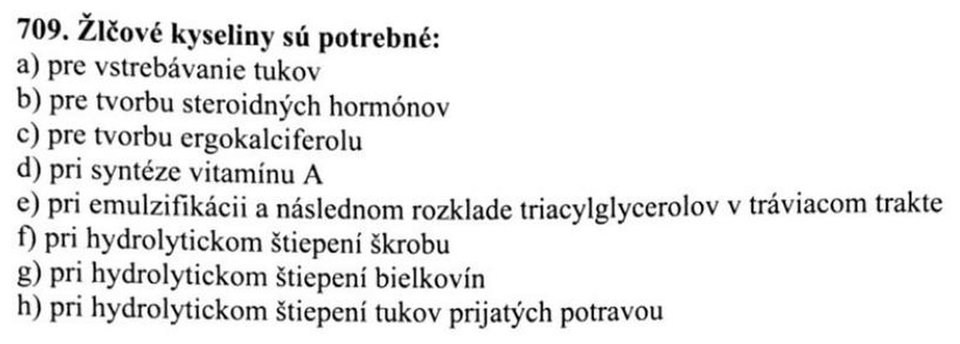 709. Žlčové kyseliny sú potrebné:
a) pre vstrebávanie tukov
b) pre tvorbu steroidných hormónov
c) pre tvorbu ergokalciferolu
d) pri syntéze vitamínu A
e) pri emulzifikácii a následnom rozklade triacylglycerolov v tráviacom trakte
f) pri hydrolytickom štiepení škrobu
g) pri hydrolytickom štiepení bielkovín
h) pri hydrolytickom štiepení tukov prijatých potravou